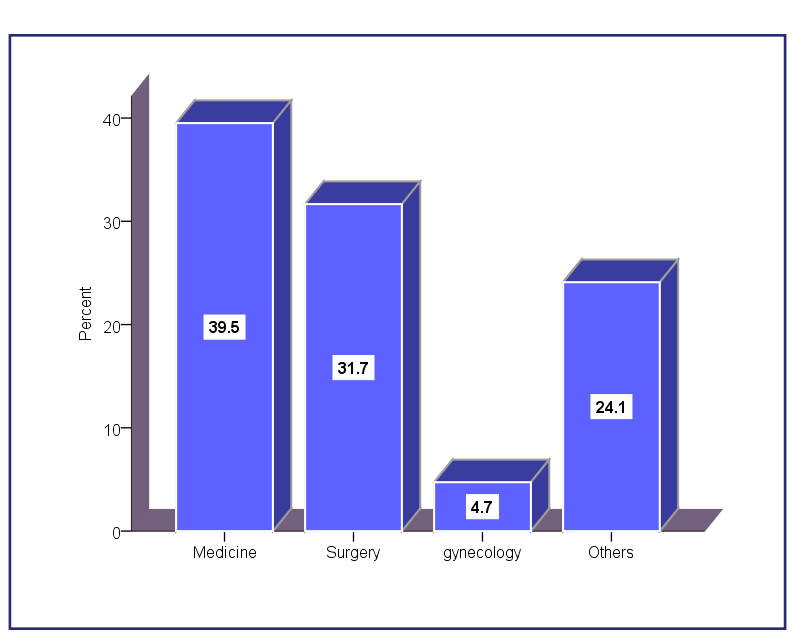 40
30
20
10
0
Percent
39.5
31.7
4.7
24.1
Medicine
Surgery
gynecology
Others